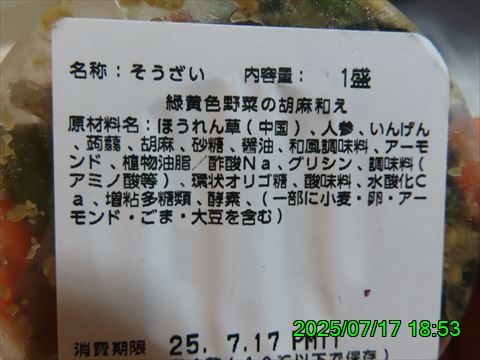 名称：そうざい　内容量：　1盛
緑黄色野菜の胡麻和え
原材料名：ほうれん草（中国）、人参、いんげん
、蒟蒻、胡麻、砂糖、醤油、和風調味料、アーモ
ンド、植物油脂／酢酸Ｎａ、グリシン、調味料（
アミノ酸等）、環状オリゴ糖、酸味料、水酸化Ｃ
ａ、増粘多糖類、酵素、（一部に小麦・卵・アー
モンド・ごま・大豆を含む）
消費期限　25. 7.17 PM11
2025/07/17 18:53
以下で保存）